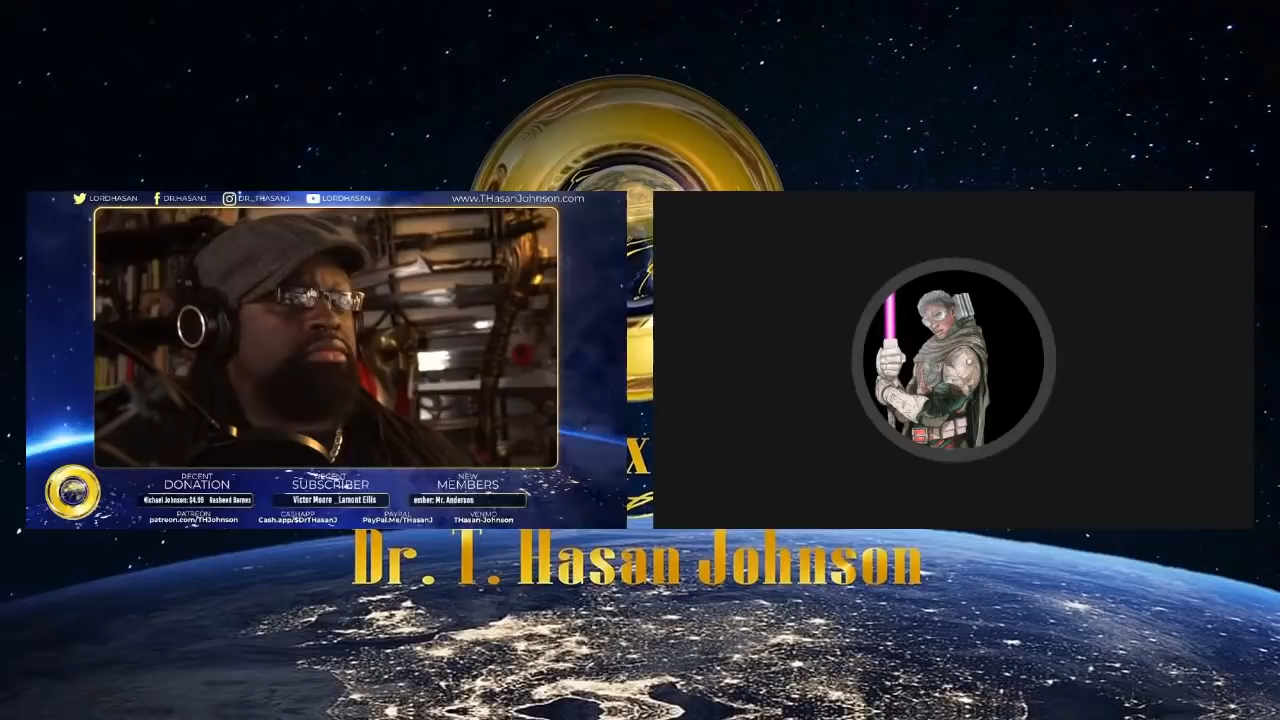 LORDHASAN DR.HASANJ DR_THASANJ LORDHASAN www.THasanJohnson.com
RECENT DONATION
Michael Johnson: $4.99 Rasheed Barnes
RECENT SUBSCRIBER
Victor Moore _Lamont Ellis
NEW MEMBERS
ember: Mr. Anderson
PATREON
patreon.com/THJohnson
CASHAPP
Cash.app/$DrTHasanJ
PAYPAL
PayPal.Me/THasanJ
VENMO
THasan-Johnson
X
Dr. T. Hasan Johnson